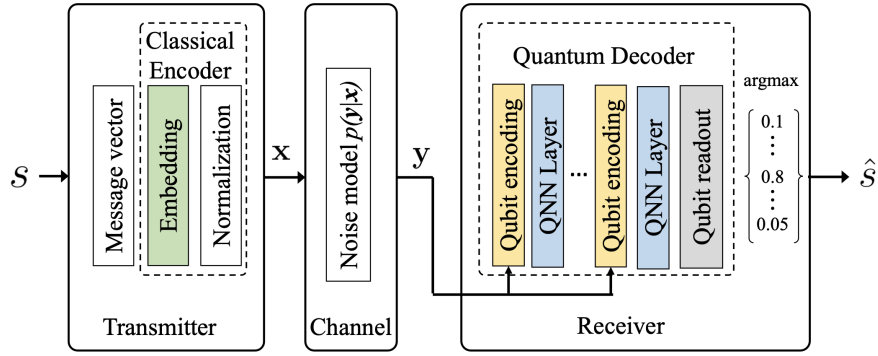 s
Message vector
Classical
Encoder
Embedding
Normalization
Transmitter
x
Noise model p(y|x)
Channel
y
Quantum Decoder
Qubit encoding
QNN Layer
...
Qubit encoding
QNN Layer
Qubit readout
argmax
0.1
⋮
0.8
⋮
0.05
Receiver
ŝ